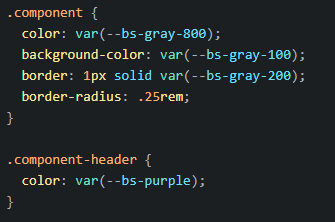 .component {
  color: var(--bs-gray-800);
  background-color: var(--bs-gray-100);
  border: 1px solid var(--bs-gray-200);
  border-radius: .25rem;
}

.component-header {
  color: var(--bs-purple);
}